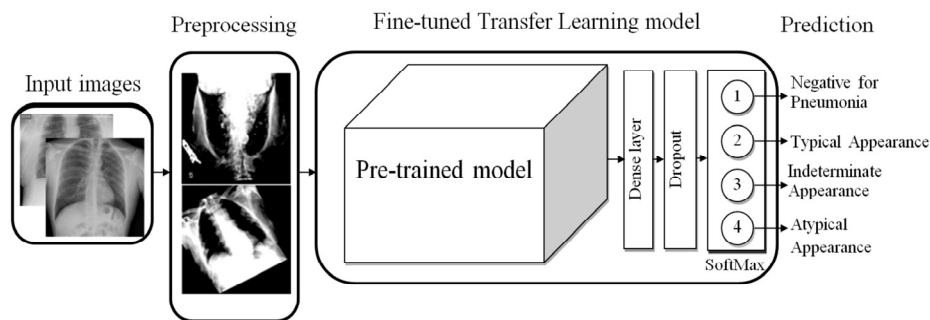 Preprocessing
Fine-tuned Transfer Learning model
Prediction
Input images
Pre-trained model
Dense layer
Dropout
1
2
3
4
SoftMax
Negative for
Pneumonia
Typical Appearance
Indeterminate
Appearance
Atypical
Appearance